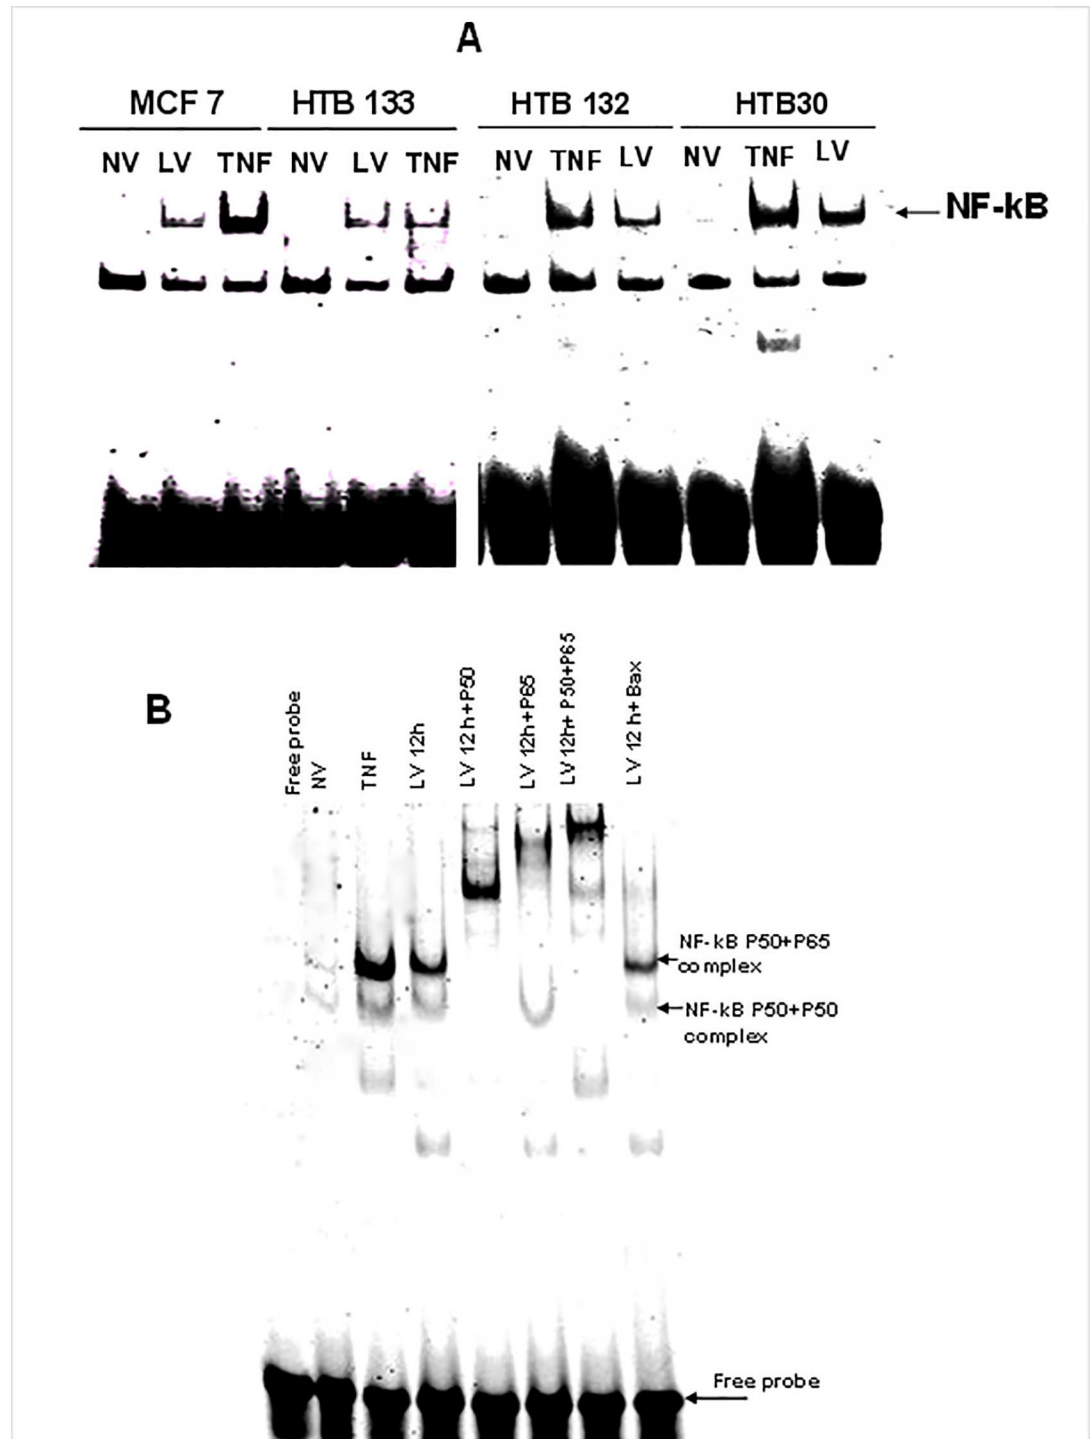 A
MCF 7 HTB 133 HTB 132 HTB30
NV LV TNF NV LV TNF NV TNF LV NV TNF LV
NF-kB
B
Free probe
NV
TNF
LV 12h
LV 12 h+P50
LV 12h+P65
LV 12h+ P50+P65
LV 12 h+ Bax
NF-kB P50+P65
complex
NF-kB P50+P50
complex
Free probe